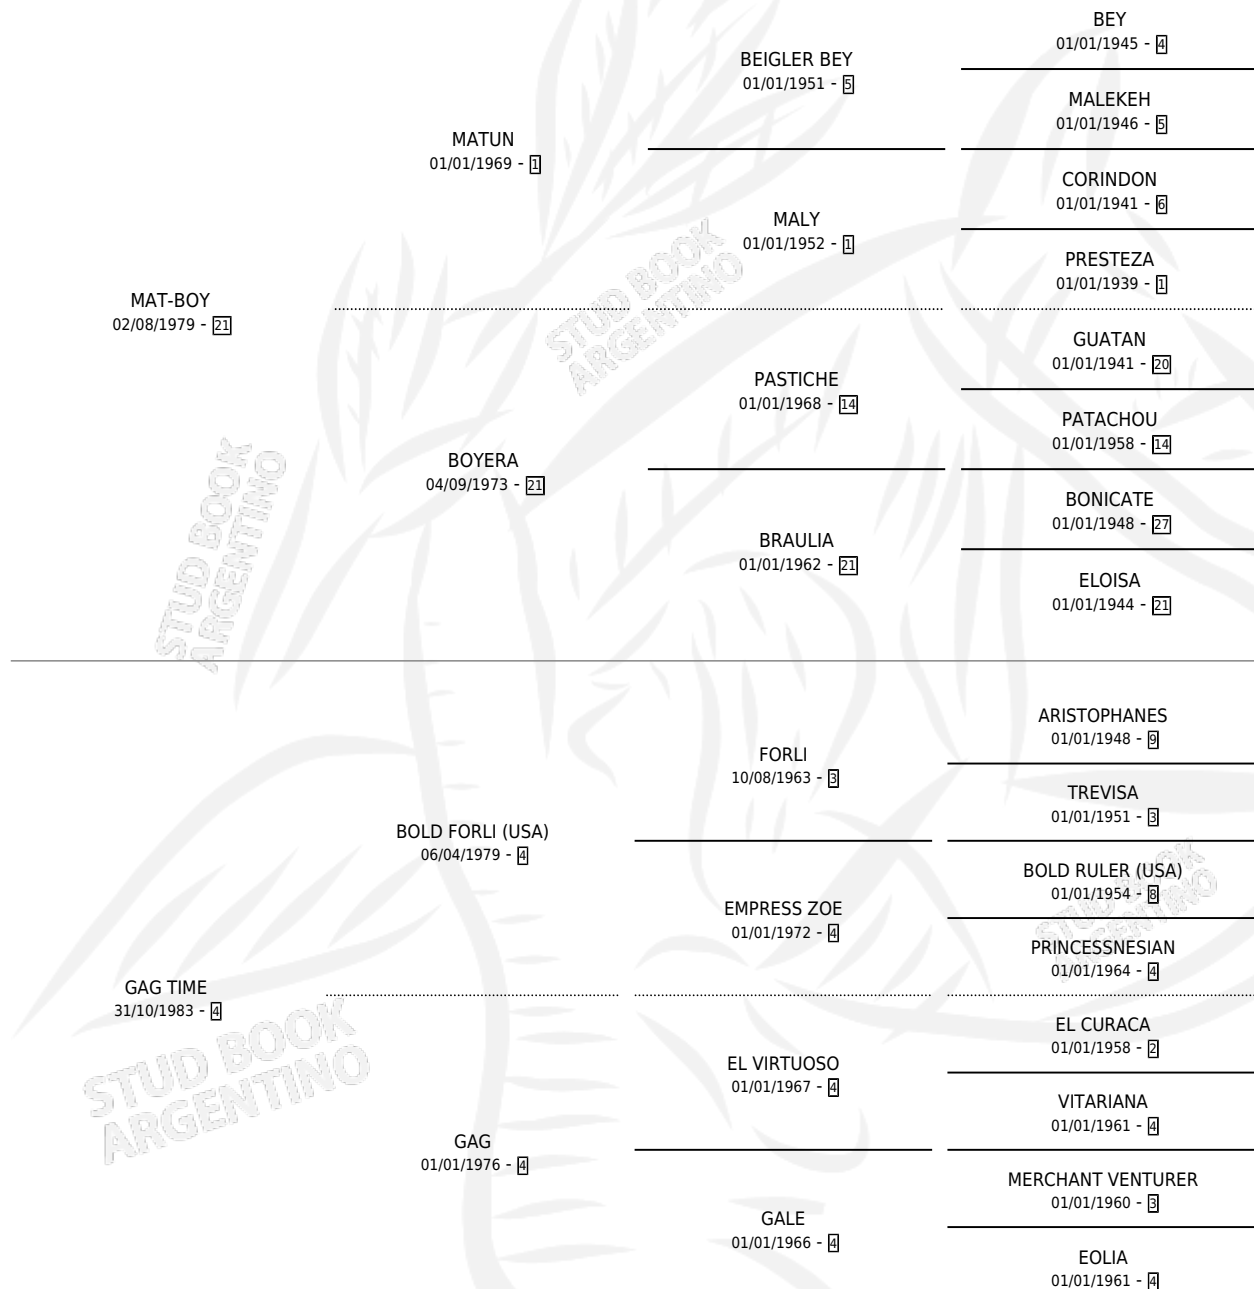 BEY
01/01/1945 - 4
BEIGLER BEY
01/01/1951 - 5
MALEKEH
01/01/1946 - 5
MATUN
01/01/1969 - 1
CORINDON
01/01/1941 - 6
MALY
01/01/1952 - 1
PRESTEZA
01/01/1939 - 1
MAT-BOY
02/08/1979 - 21
GUATAN
01/01/1941 - 20
PASTICHE
01/01/1968 - 14
PATACHOU
01/01/1958 - 14
BOYERA
04/09/1973 - 21
BONICATE
01/01/1948 - 27
BRAULIA
01/01/1962 - 21
ELOISA
01/01/1944 - 21
ARISTOPHANES
01/01/1948 - 9
FORLI
10/08/1963 - 3
TREVISA
01/01/1951 - 3
BOLD FORLI (USA)
06/04/1979 - 4
BOLD RULER (USA)
01/01/1954 - 8
EMPRESS ZOE
01/01/1972 - 4
PRINCESSNESIAN
01/01/1964 - 4
GAG TIME
31/10/1983 - 4
EL CURACA
01/01/1958 - 2
EL VIRTUOSO
01/01/1967 - 4
VITARIANA
01/01/1961 - 4
GAG
01/01/1976 - 4
MERCHANT VENTURER
01/01/1960 - 3
GALE
01/01/1966 - 4
EOLIA
01/01/1961 - 4
STUD BOOK
ARGENTINO
STUD BOOK
ARGENTINO
STUD BOOK
ARGENTINO
STUD BOOK
ARGENTINO